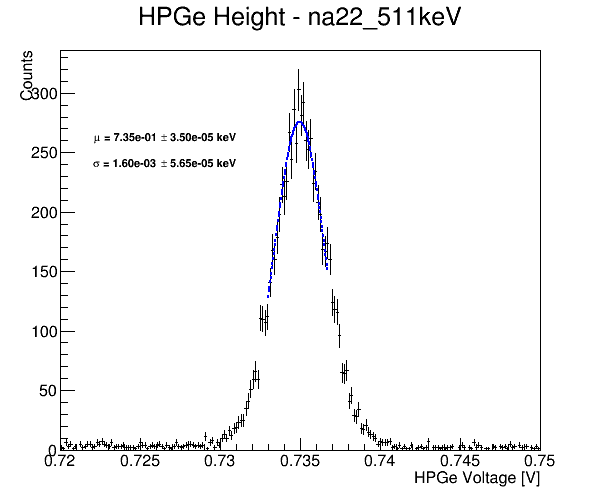 HPGe Height - na22_511keV
Counts
300
μ = 7.35e-01 ± 3.50e-05 keV
250
σ = 1.60e-03 ± 5.65e-05 keV
200
150
100
50
0
0.72 0.725 0.73 0.735 0.74 0.745 0.75
HPGe Voltage [V]